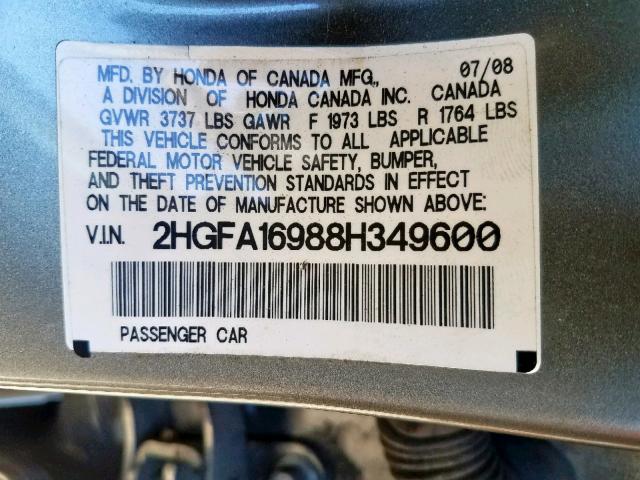 MFD. BY HONDA OF CANADA MFG., 07/08
A DIVISION OF HONDA CANADA INC. CANADA
GVWR 3737 LBS GAWR F 1973 LBS R 1764 LBS
THIS VEHICLE CONFORMS TO ALL APPLICABLE
FEDERAL MOTOR VEHICLE SAFETY, BUMPER,
AND THEFT PREVENTION STANDARDS IN EFFECT
ON THE DATE OF MANUFACTURE SHOWN ABOVE:
V.I.N. 2HGFA16988H349600
PASSENGER CAR